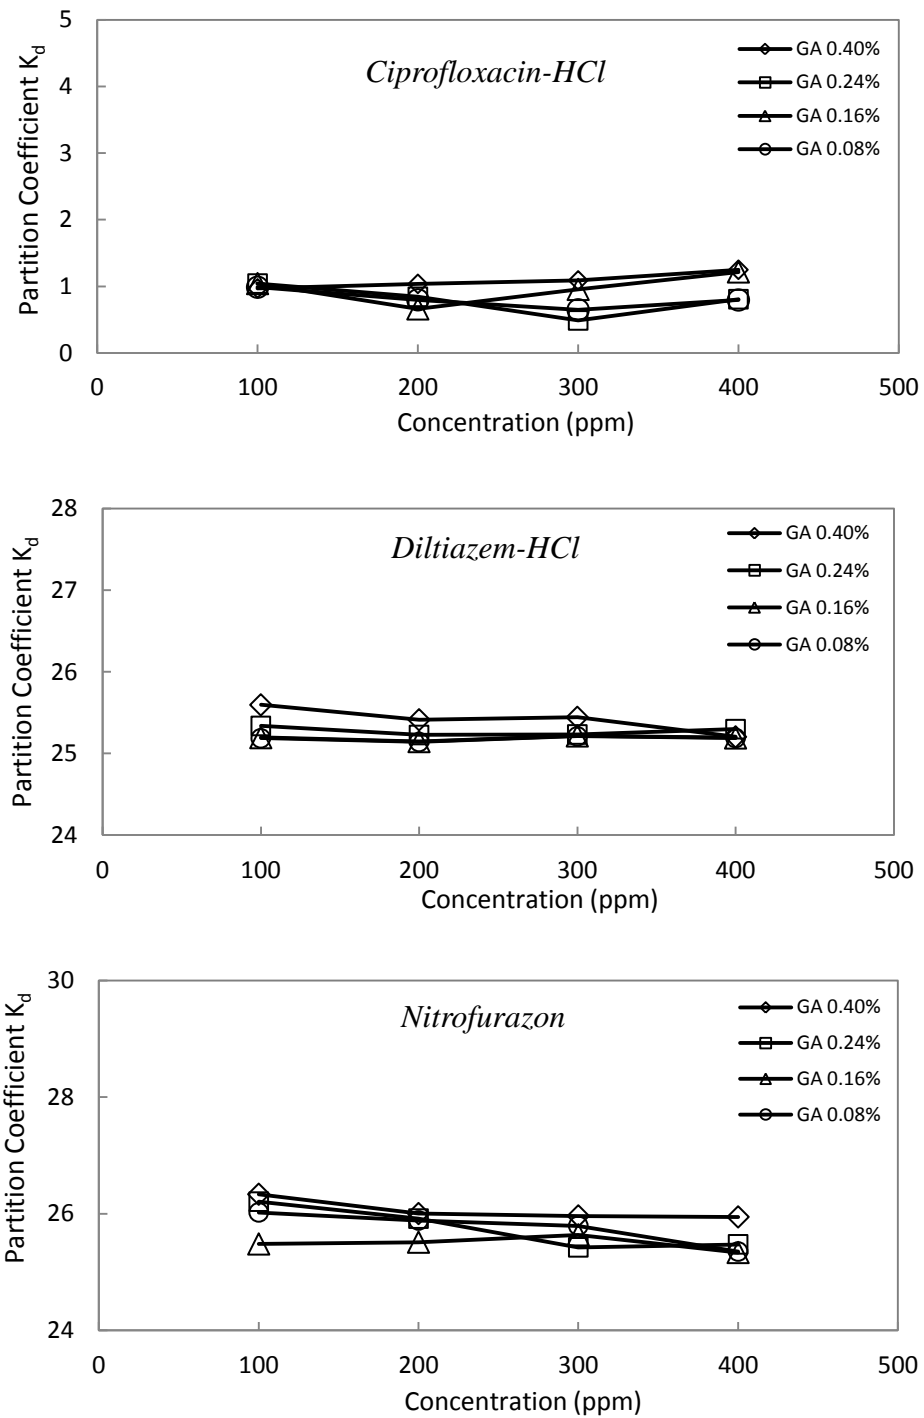 Partition Coefficient Kd
5
4
3
2
1
0
Ciprofloxacin-HCl
GA 0.40%
GA 0.24%
GA 0.16%
GA 0.08%
0 100 200 300 400 500
Concentration (ppm)
Partition Coefficient Kd
28
27
26
25
24
Diltiazem-HCl
GA 0.40%
GA 0.24%
GA 0.16%
GA 0.08%
0 100 200 300 400 500
Concentration (ppm)
Partition Coefficient Kd
30
28
26
24
Nitrofurazon
GA 0.40%
GA 0.24%
GA 0.16%
GA 0.08%
0 100 200 300 400 500
Concentration (ppm)